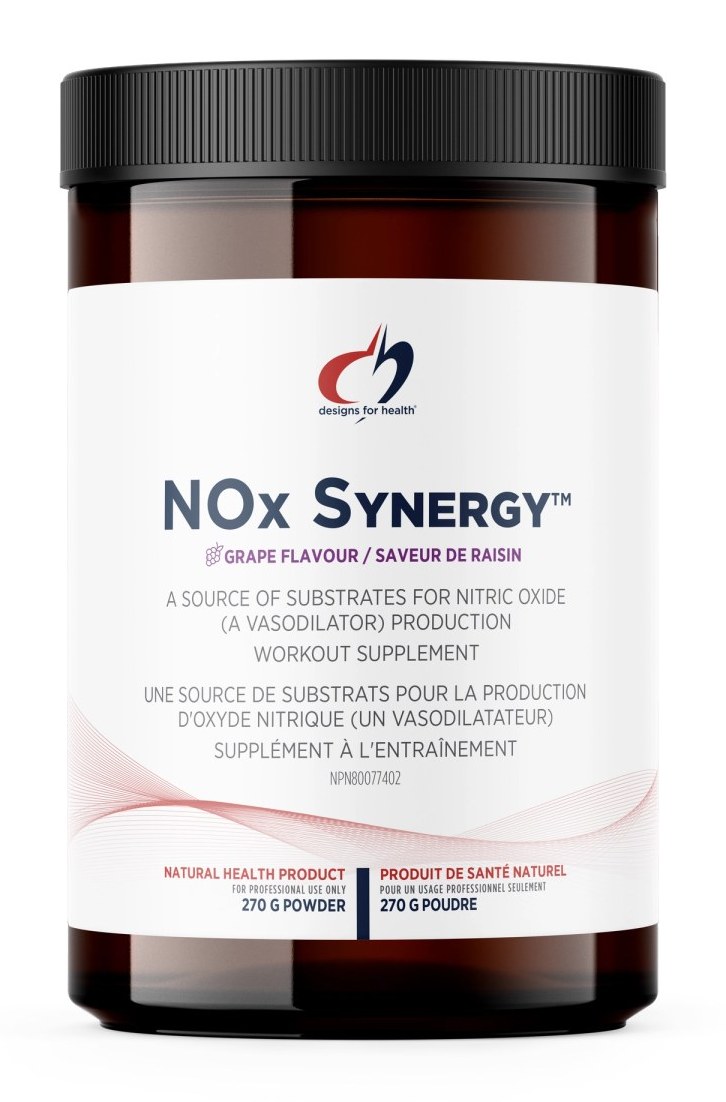 designs for health®
NOx Synergy™
GRAPE FLAVOUR / SAVEUR DE RAISIN
A SOURCE OF SUBSTRATES FOR NITRIC OXIDE
(A VASODILATOR) PRODUCTION
WORKOUT SUPPLEMENT
UNE SOURCE DE SUBSTRATS POUR LA PRODUCTION
D'OXYDE NITRIQUE (UN VASODILATATEUR)
SUPPLÉMENT À L'ENTRAÎNEMENT
NPN80077402
NATURAL HEALTH PRODUCT
FOR PROFESSIONAL USE ONLY
270 G POWDER
PRODUIT DE SANTÉ NATUREL
POUR UN USAGE PROFESSIONNEL SEULEMENT
270 G POUDRE